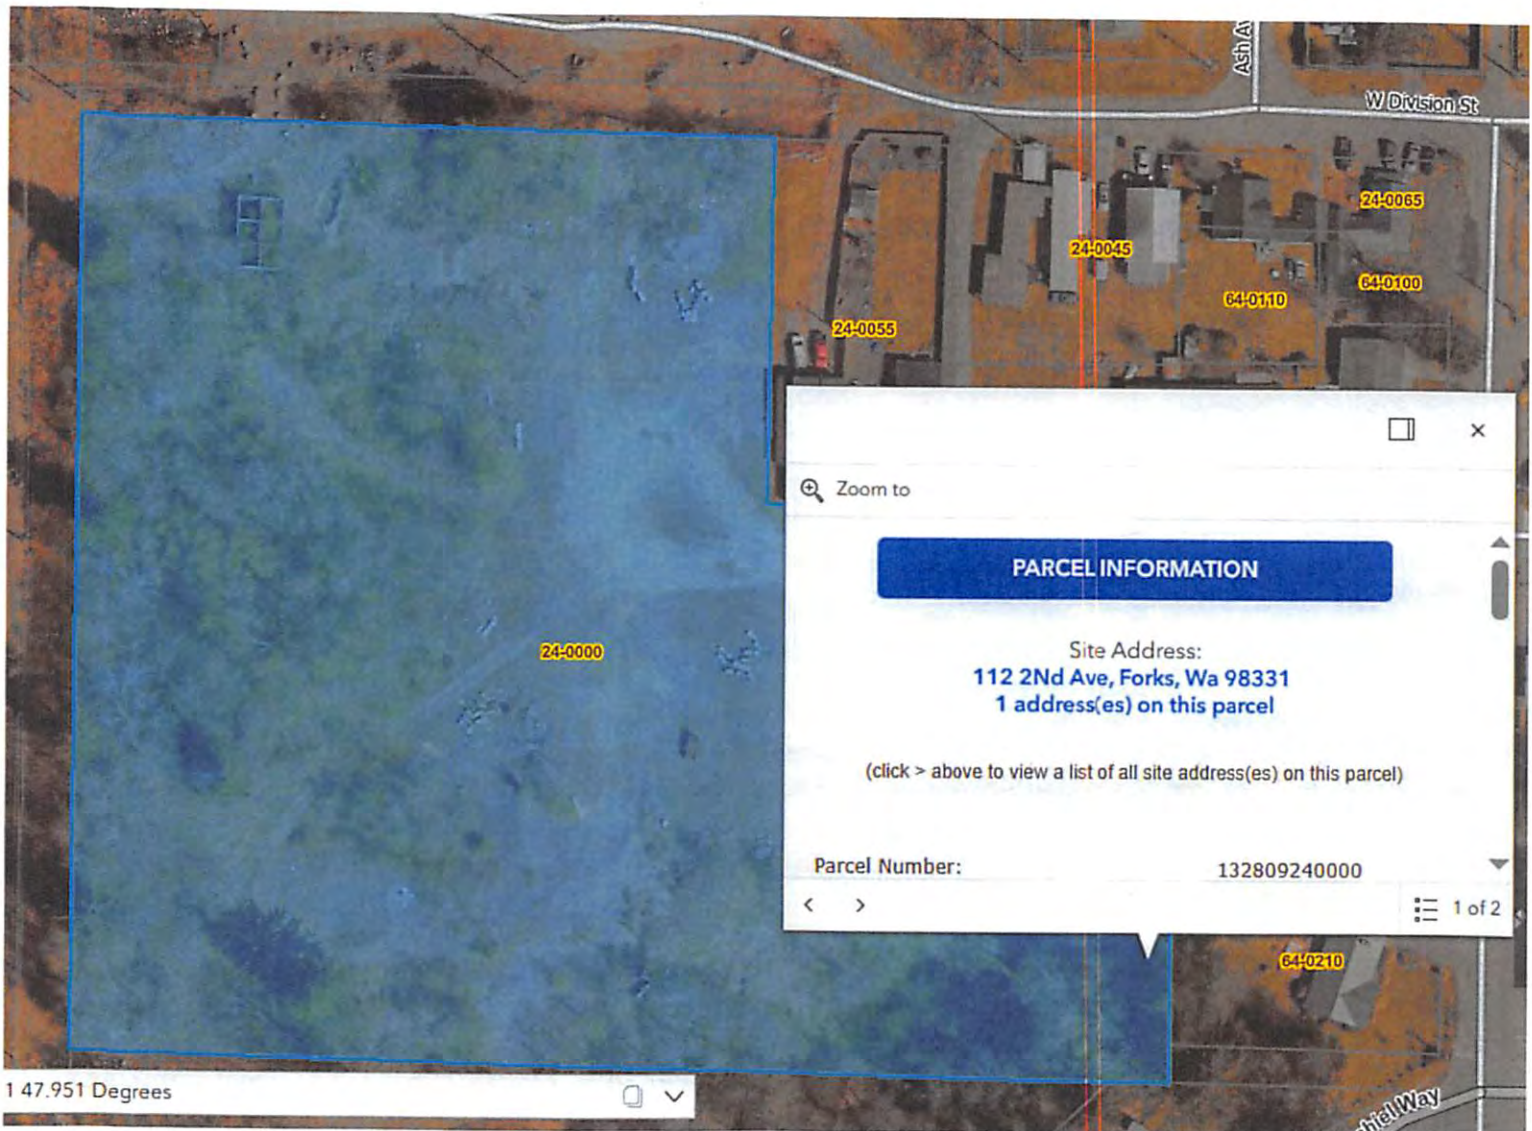 Ash Av
W Division St
24-0065
24-0045
64-0100
64-0110
24-0055
Zoom to
PARCEL INFORMATION
Site Address:
112 2Nd Ave, Forks, Wa 98331
1 address(es) on this parcel
24-0000
(click > above to view a list of all site address(es) on this parcel)
Parcel Number: 132809240000
1 of 2
64-0210
1 47.951 Degrees
Way